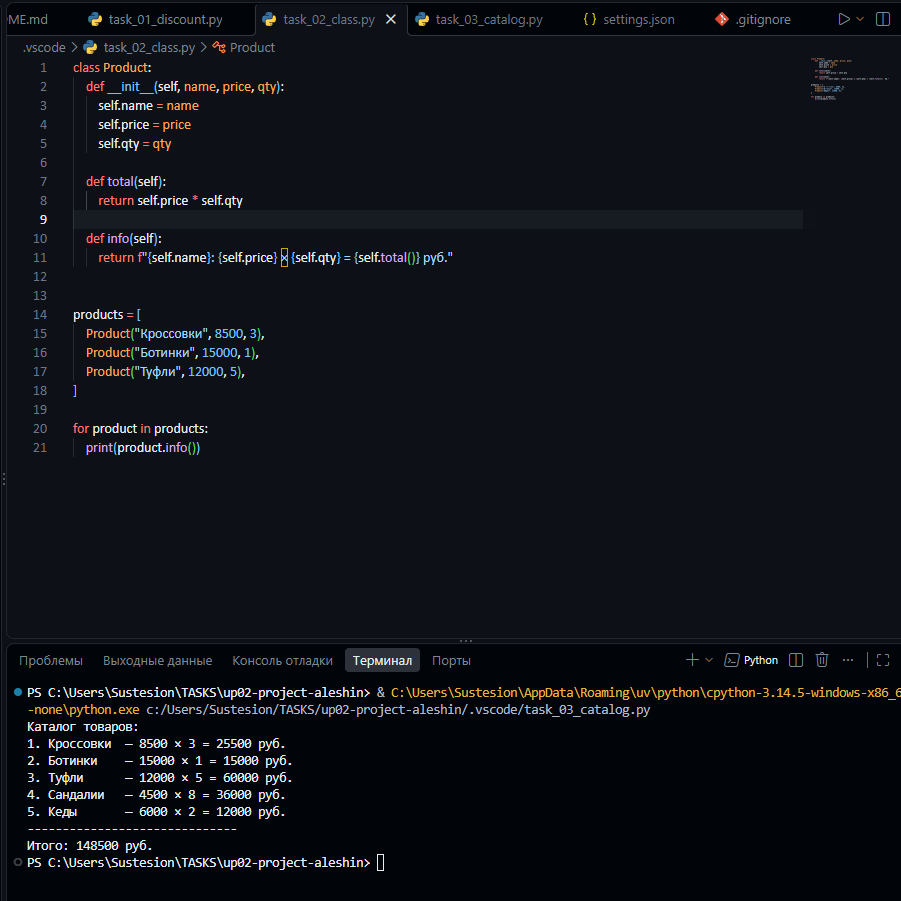 ME.md task_01_discount.py task_02_class.py task_03_catalog.py {} settings.json .gitignore
.vscode > task_02_class.py > Product
1 class Product:
2 def __init__(self, name, price, qty):
3 self.name = name
4 self.price = price
5 self.qty = qty
6
7 def total(self):
8 return self.price * self.qty
9
10 def info(self):
11 return f"{self.name}: {self.price} × {self.qty} = {self.total()} руб."
12
13
14 products = [
15 Product("Кроссовки", 8500, 3),
16 Product("Ботинки", 15000, 1),
17 Product("Туфли", 12000, 5),
18 ]
19
20 for product in products:
21 print(product.info())
Проблемы Выходные данные Консоль отладки Терминал Порты Python
PS C:\Users\Sustesion\TASKS\up02-project-aleshin> & C:\Users\Sustesion\AppData\Roaming\uv\python\cpython-3.14.5-windows-x86_6
-none\python.exe c:/Users/Sustesion/TASKS/up02-project-aleshin/.vscode/task_03_catalog.py
Каталог товаров:
1. Кроссовки — 8500 × 3 = 25500 руб.
2. Ботинки — 15000 × 1 = 15000 руб.
3. Туфли — 12000 × 5 = 60000 руб.
4. Сандалии — 4500 × 8 = 36000 руб.
5. Кеды — 6000 × 2 = 12000 руб.
------------------------------
Итого: 148500 руб.
PS C:\Users\Sustesion\TASKS\up02-project-aleshin>